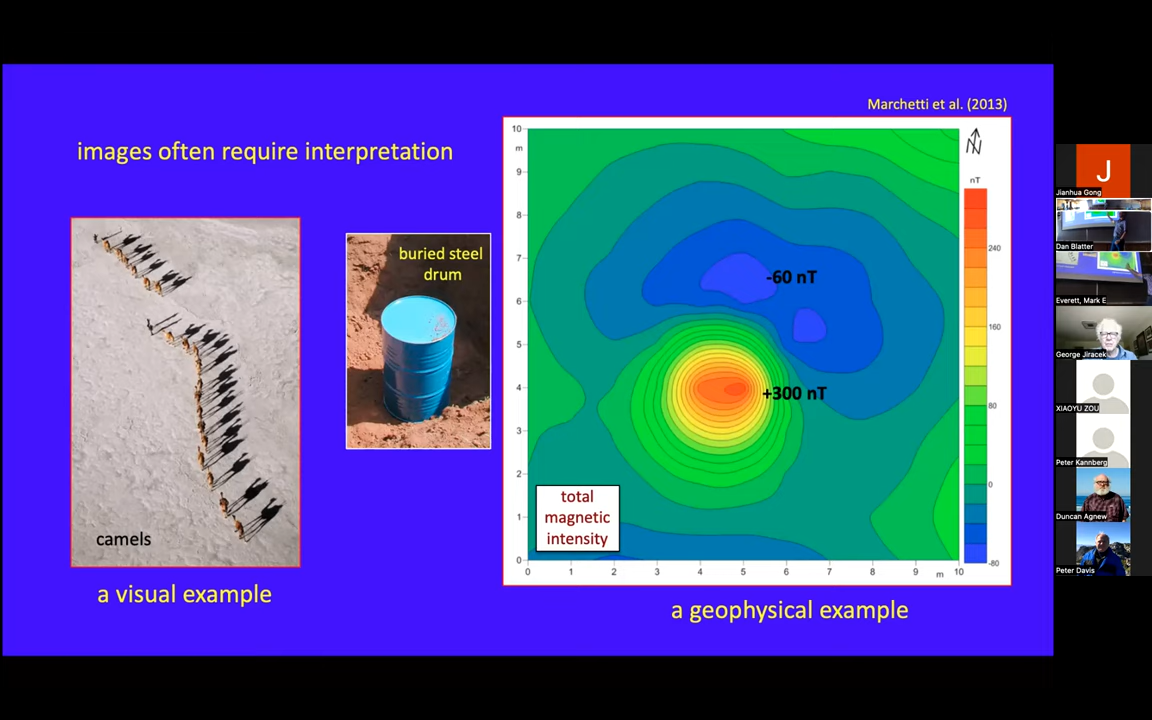 Marchetti et al. (2013)
images often require interpretation
camels
a visual example
buried steel
drum
10
m
9
8
7
6
5
4
3
2
1
0
0
1
2
3
4
5
6
7
8
9
m
10
-60 nT
+300 nT
total
magnetic
intensity
N
nT
240
160
80
0
-80
a geophysical example
J
Jianhua Gong
Dan Blatter
Everett, Mark E
George Jiracek
XIAOYU ZOU
Peter Kannberg
Duncan Agnew
Peter Davis